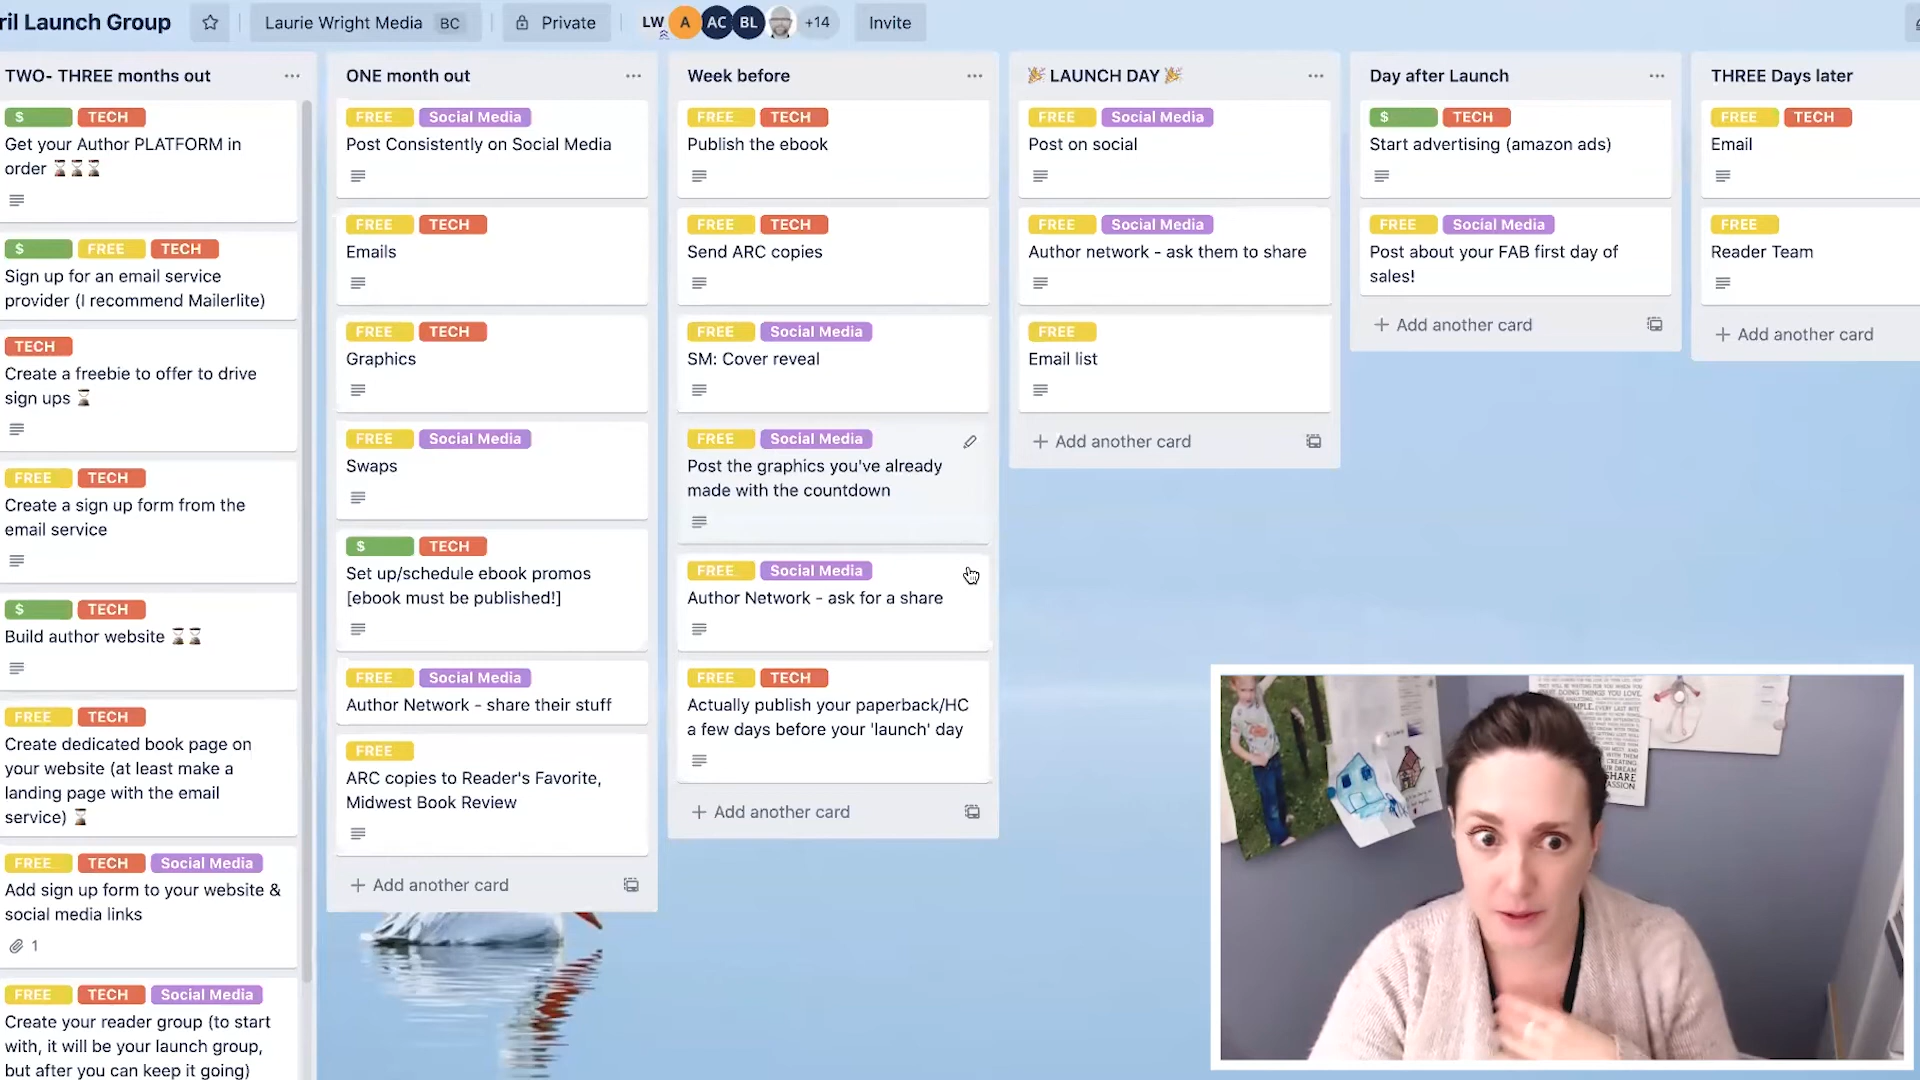 ril Launch Group
Laurie Wright Media BC
Private
LW A AC BL +14
Invite
TWO- THREE months out
$ TECH
Get your Author PLATFORM in
order
$ FREE TECH
Sign up for an email service
provider (I recommend Mailerlite)
TECH
Create a freebie to offer to drive
sign ups
FREE TECH
Create a sign up form from the
email service
$ TECH
Build author website
FREE TECH
Create dedicated book page on
your website (at least make a
landing page with the email
service)
FREE TECH Social Media
Add sign up form to your website &
social media links
1
FREE TECH Social Media
Create your reader group (to start
with, it will be your launch group,
but after you can keep it going)
ONE month out
FREE Social Media
Post Consistently on Social Media
FREE TECH
Emails
FREE TECH
Graphics
FREE Social Media
Swaps
$ TECH
Set up/schedule ebook promos
[ebook must be published!]
FREE Social Media
Author Network - share their stuff
FREE
ARC copies to Reader's Favorite,
Midwest Book Review
+ Add another card
Week before
FREE TECH
Publish the ebook
FREE TECH
Send ARC copies
FREE Social Media
SM: Cover reveal
FREE Social Media
Post the graphics you've already
made with the countdown
FREE Social Media
Author Network - ask for a share
FREE TECH
Actually publish your paperback/HC
a few days before your 'launch' day
+ Add another card
🎉 LAUNCH DAY 🎉
FREE Social Media
Post on social
FREE Social Media
Author network - ask them to share
FREE
Email list
+ Add another card
Day after Launch
$ TECH
Start advertising (amazon ads)
FREE Social Media
Post about your FAB first day of
sales!
+ Add another card
THREE Days later
FREE TECH
Email
FREE
Reader Team
+ Add another card
THINGS YOU LOVE.
SHARE